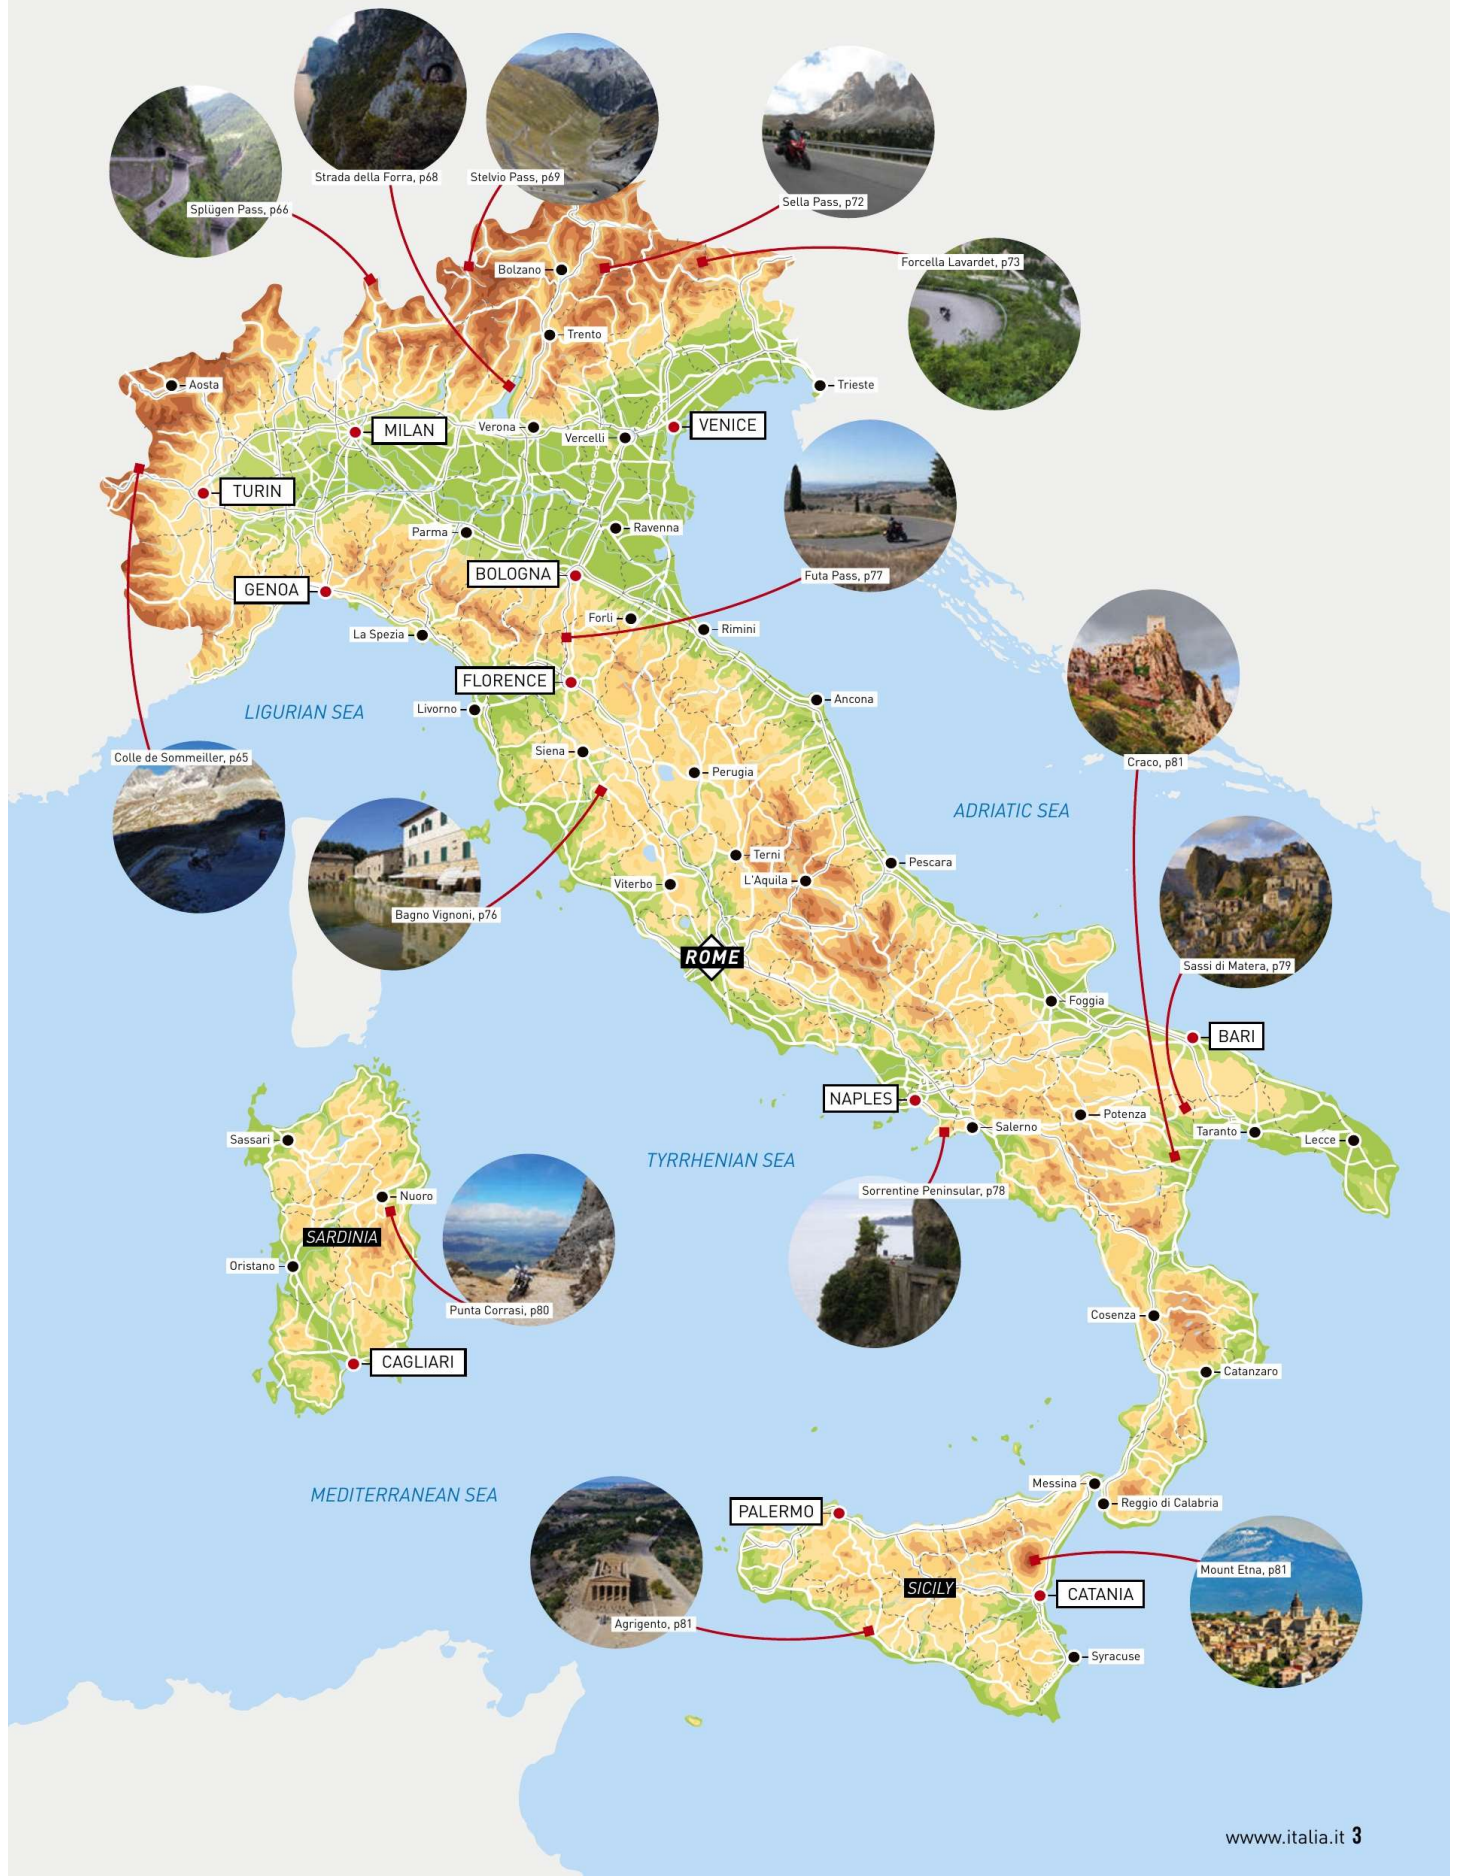 Strada della Forra, p68
Stelvio Pass, p69
Sella Pass, p72
Splügen Pass, p66
Forcella Lavardet, p73
Bolzano
Trento
Aosta
Trieste
MILAN
Verona
Vercelli
VENICE
TURIN
Parma
Ravenna
BOLOGNA
Futa Pass, p77
GENOA
Forli
Rimini
La Spezia
FLORENCE
Ancona
LIGURIAN SEA
Livorno
Siena
Colle de Sommeiller, p65
Craco, p81
Perugia
ADRIATIC SEA
Terni
Pescara
L'Aquila
Viterbo
Bagno Vignoni, p76
ROME
Sassi di Matera, p79
Foggia
BARI
NAPLES
Potenza
Salerno
Taranto
Lecce
Sassari
TYRRHENIAN SEA
Nuoro
Sorrentine Peninsular, p78
SARDINIA
Oristano
Punta Corrasi, p80
Cosenza
CAGLIARI
Catanzaro
Messina
MEDITERRANEAN SEA
Reggio di Calabria
PALERMO
Mount Etna, p81
SICILY
CATANIA
Agrigento, p81
Syracuse
wwww.italia.it 3